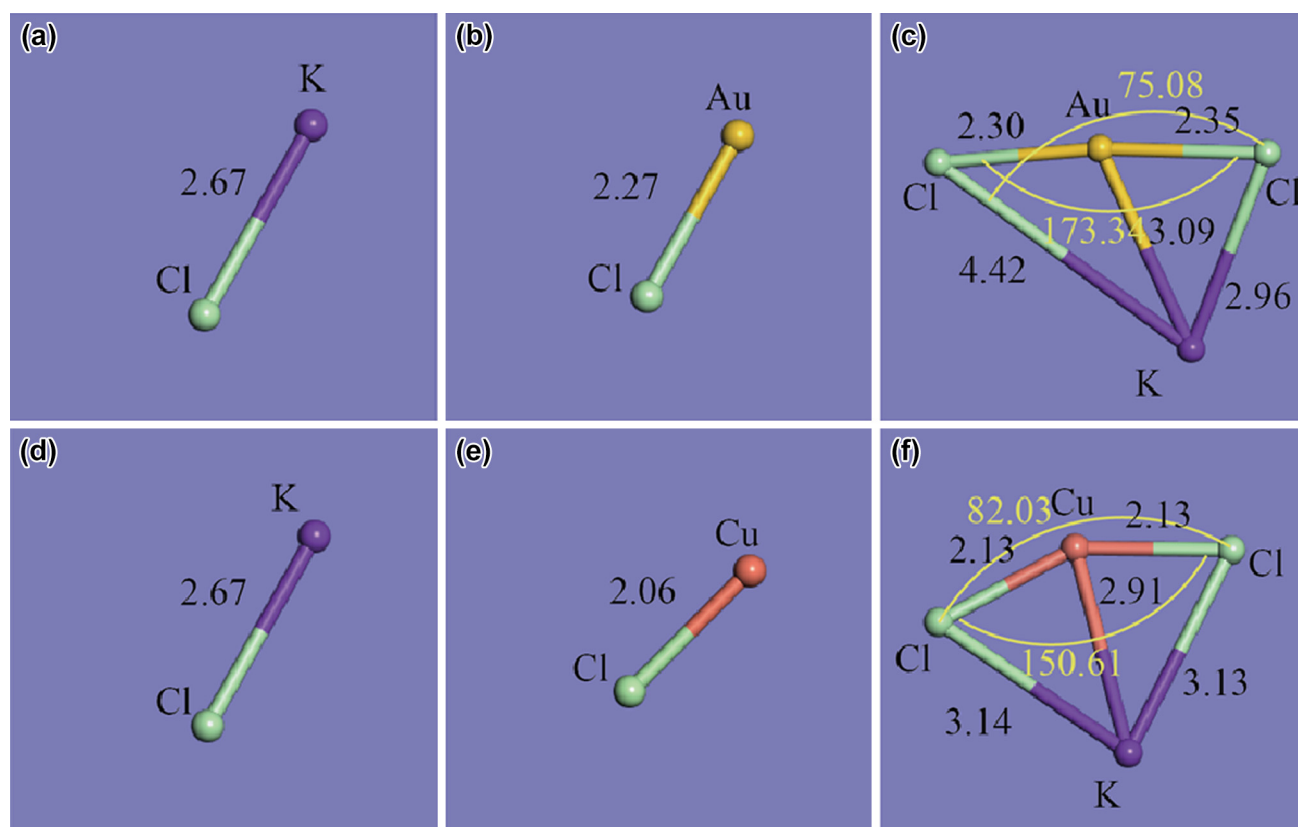 (a)
K
2.67
Cl
(b)
Au
2.27
Cl
(c)
75.08
Au
2.30
2.35
Cl
Cl
173.34
3.09
4.42
2.96
K
(d)
K
2.67
Cl
(e)
Cu
2.06
Cl
(f)
82.03
Cu
2.13
2.13
Cl
2.91
Cl
150.61
3.13
3.14
K